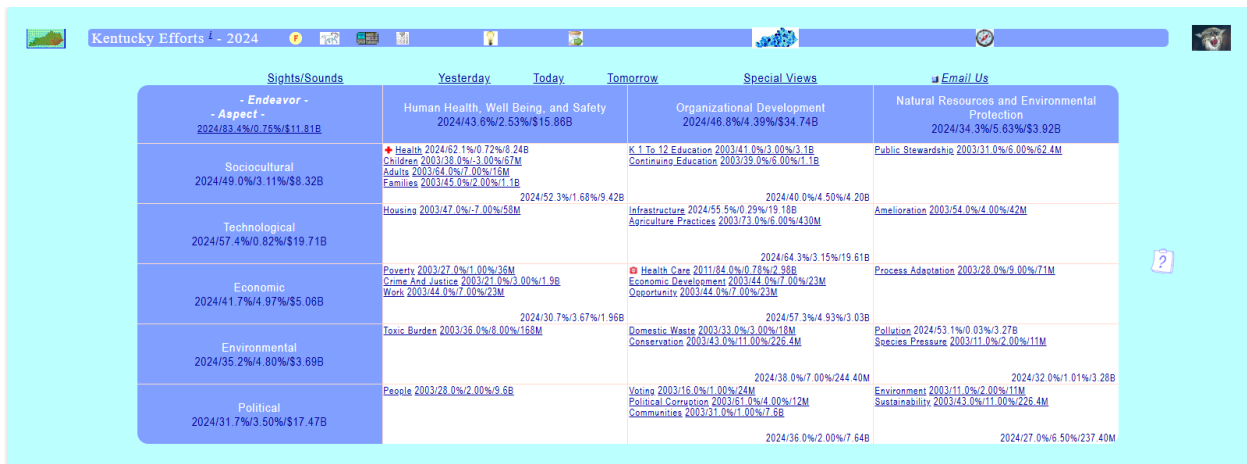 Kentucky Efforts i - 2024
Sights/Sounds Yesterday Today Tomorrow Special Views Email Us
- Endeavor -
- Aspect -
2024/83.4%/0.75%/$11.81B
Human Health, Well Being, and Safety
2024/43.6%/2.53%/$15.86B
Organizational Development
2024/46.8%/4.39%/$34.74B
Natural Resources and Environmental
Protection
2024/34.3%/5.63%/$3.92B
Sociocultural
2024/49.0%/3.11%/$8.32B
Health 2024/62.1%/0.72%/8.24B
Children 2003/38.0%/-3.00%/67M
Adults 2003/64.0%/7.00%/16M
Families 2003/45.0%/2.00%/1.1B
2024/52.3%/1.68%/9.42B
K 1 To 12 Education 2003/41.0%/3.00%/3.1B
Continuing Education 2003/39.0%/6.00%/1.1B
2024/40.0%/4.50%/4.20B
Public Stewardship 2003/31.0%/6.00%/62.4M
Technological
2024/57.4%/0.82%/$19.71B
Housing 2003/47.0%/-7.00%/58M
Infrastructure 2024/55.5%/0.29%/19.18B
Agriculture Practices 2003/73.0%/6.00%/430M
2024/64.3%/3.15%/19.61B
Amelioration 2003/54.0%/4.00%/42M
Economic
2024/41.7%/4.97%/$5.06B
Poverty 2003/27.0%/1.00%/36M
Crime And Justice 2003/21.0%/3.00%/1.9B
Work 2003/44.0%/7.00%/23M
2024/30.7%/3.67%/1.96B
Health Care 2011/84.0%/0.78%/2.98B
Economic Development 2003/44.0%/7.00%/23M
Opportunity 2003/44.0%/7.00%/23M
2024/57.3%/4.93%/3.03B
Process Adaptation 2003/28.0%/9.00%/71M
Environmental
2024/35.2%/4.80%/$3.69B
Toxic Burden 2003/36.0%/8.00%/168M
Domestic Waste 2003/33.0%/3.00%/18M
Conservation 2003/43.0%/11.00%/226.4M
2024/38.0%/7.00%/244.40M
Pollution 2024/53.1%/0.03%/3.27B
Species Pressure 2003/11.0%/2.00%/11M
2024/32.0%/1.01%/3.28B
Political
2024/31.7%/3.50%/$17.47B
People 2003/28.0%/2.00%/9.6B
Voting 2003/16.0%/1.00%/24M
Political Corruption 2003/61.0%/4.00%/12M
Communities 2003/31.0%/1.00%/7.6B
2024/36.0%/2.00%/7.64B
Environment 2003/11.0%/2.00%/11M
Sustainability 2003/43.0%/11.00%/226.4M
2024/27.0%/6.50%/237.40M
F
?